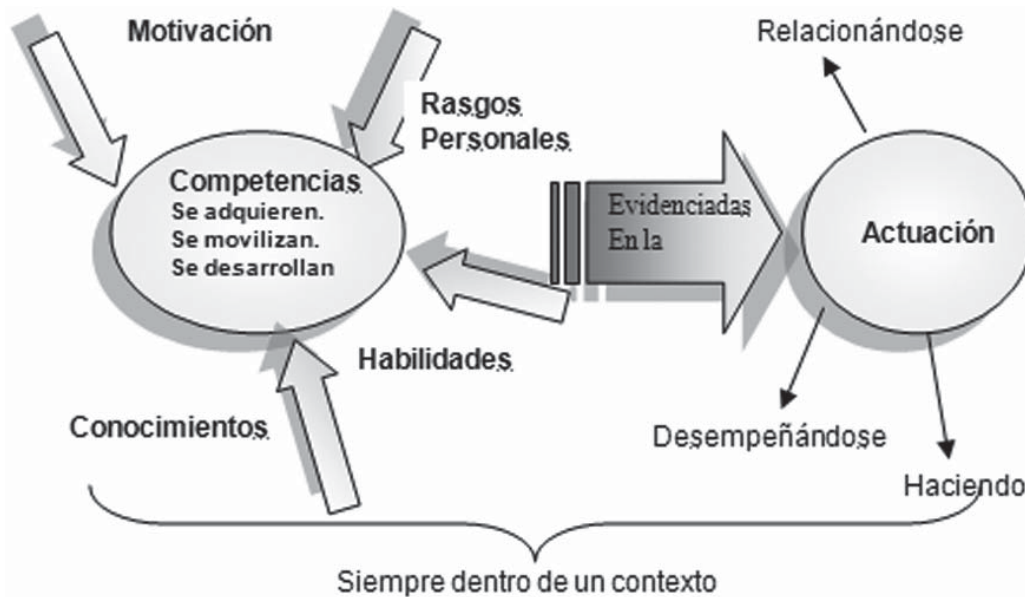 Motivación
Relacionándose
Rasgos
Personales
Competencias
Se adquieren.
Se movilizan.
Se desarrollan
Evidenciadas
En la
Actuación
Habilidades
Conocimientos
Desempeñándose
Haciendo
Siempre dentro de un contexto